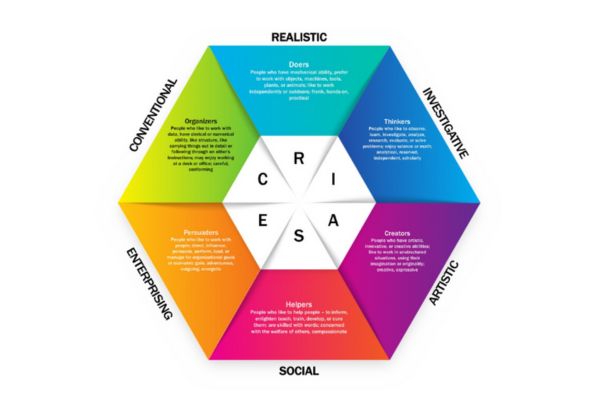 REALISTIC
Doers
People who have mechanical ability, prefer
to work with objects, machines, tools,
plants, or animals; like to work
independently or outdoors; frank, hands-on,
practical
INVESTIGATIVE
Thinkers
People who like to observe,
learn, investigate, analyze,
research, evaluate, or solve
problems; enjoy science or math;
analytical, reserved,
independent, scholarly
CONVENTIONAL
Organizers
People who like to work with
data, have clerical or numerical
ability, like structure, like
carrying things out in detail or
following through on other's
instructions; may enjoy working
at a desk or office; careful,
conforming
R
C
I
E
A
S
ENTERPRISING
Persuaders
People who like to work with
people; influence,
persuade, perform, lead, or
manage for organizational goals
or economic gain; adventurous,
outgoing, energetic
ARTISTIC
Creators
People who have artistic,
innovative, or creative abilities;
like to work in unstructured
situations, using their
imagination or originality;
creative, expressive
Helpers
People who like to help people – to inform,
enlighten teach, train, develop, or cure
them; are skilled with words; concerned
with the welfare of others, compassionate
SOCIAL